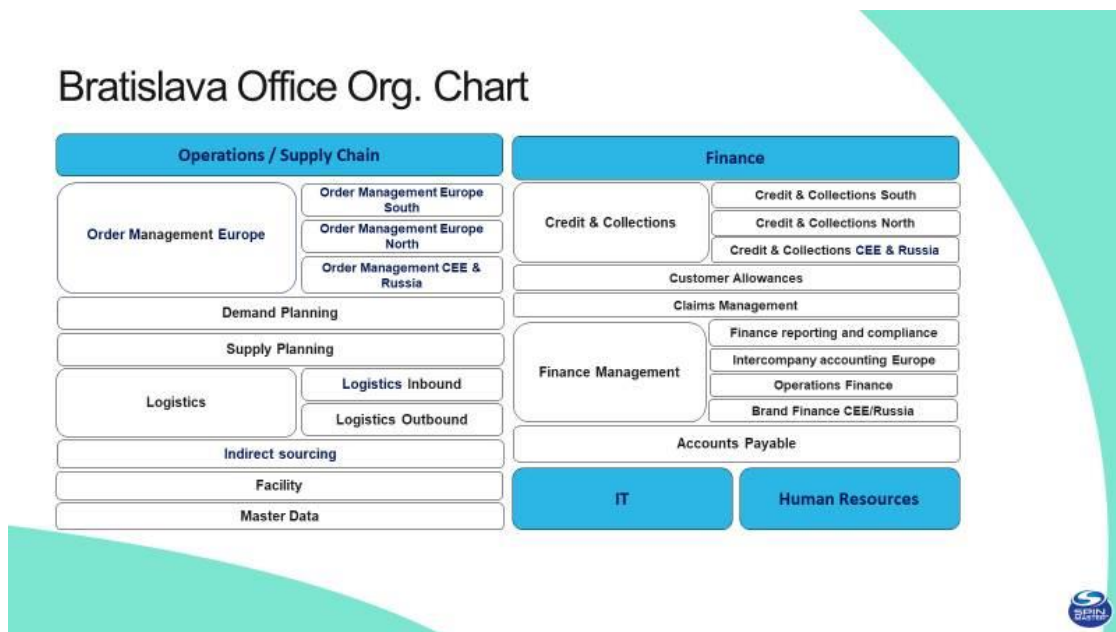 Bratislava Office Org. Chart
Operations / Supply Chain
Order Management Europe
Order Management Europe
South
Order Management Europe
North
Order Management CEE &
Russia
Demand Planning
Supply Planning
Logistics
Logistics Inbound
Logistics Outbound
Indirect sourcing
Facility
Master Data
Finance
Credit & Collections
Credit & Collections South
Credit & Collections North
Credit & Collections CEE & Russia
Customer Allowances
Claims Management
Finance Management
Finance reporting and compliance
Intercompany accounting Europe
Operations Finance
Brand Finance CEE/Russia
Accounts Payable
IT
Human Resources
SPIN
MASTER